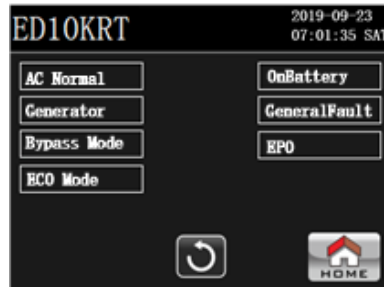 ED10KRT
2019-09-23
07:01:35 SAT
AC Normal
OnBattery
Generator
GeneralFault
Bypass Mode
EPO
ECO Mode
HOME